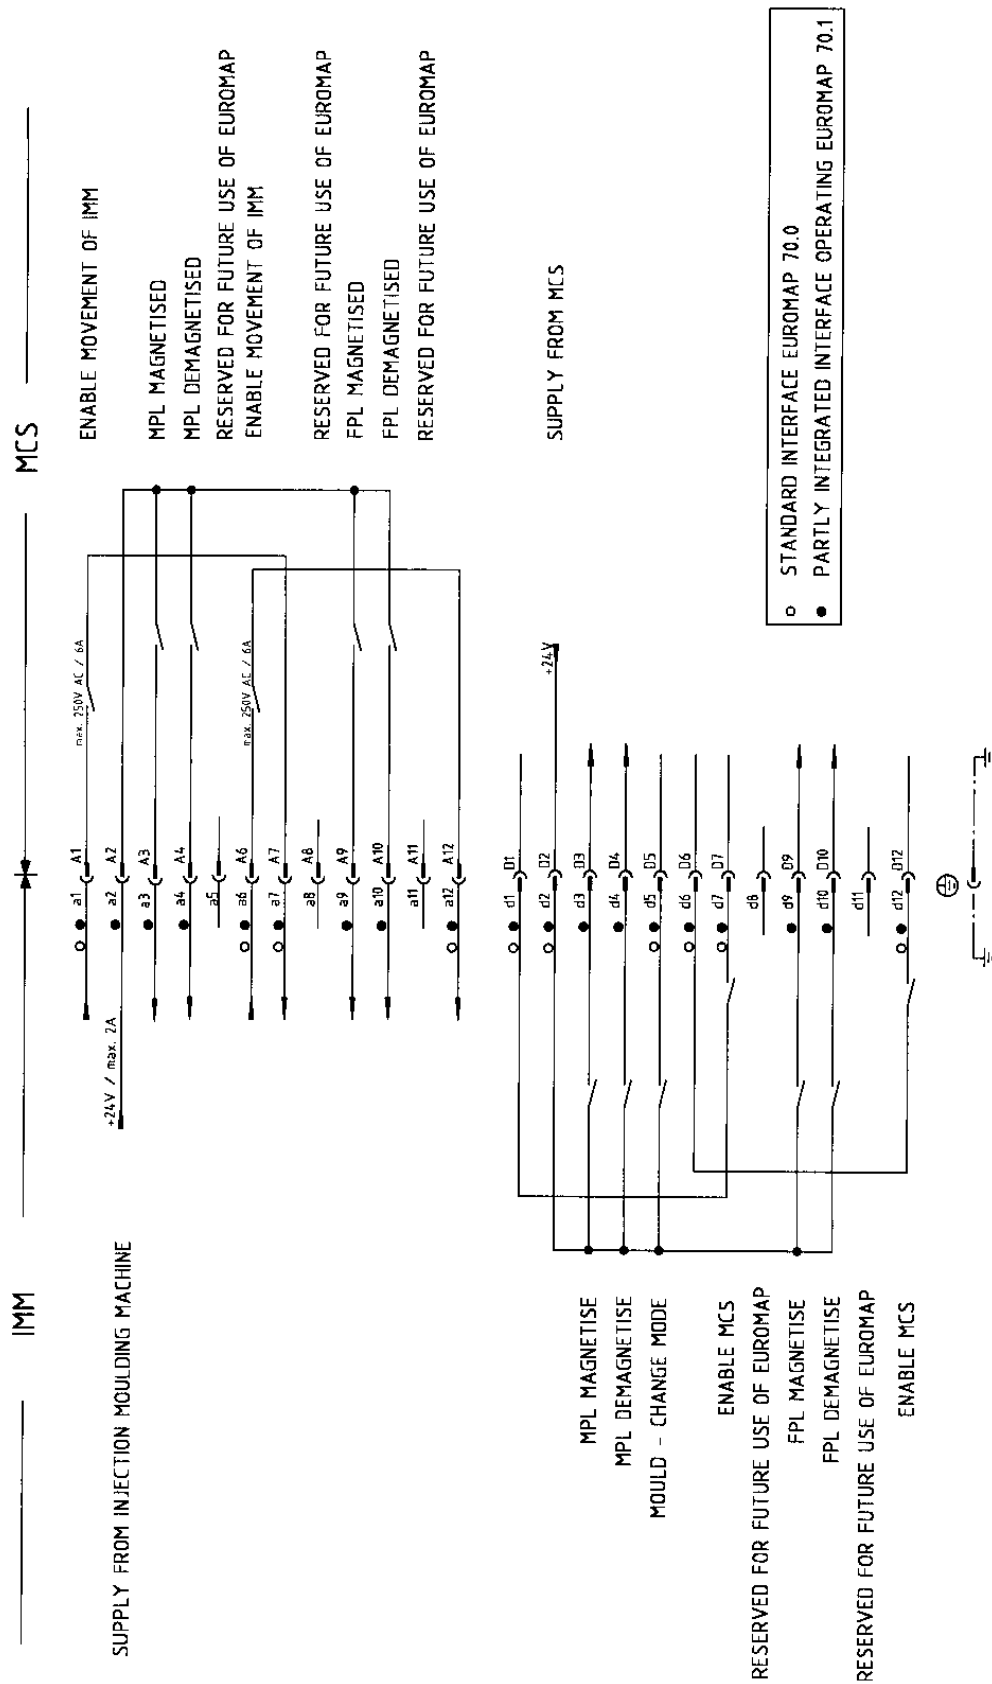 IMM
MCS
SUPPLY FROM INJECTION MOULDING MACHINE
+24V / max. 2A
a1 A1 max. 250V AC / 6A ENABLE MOVEMENT OF IMM
a2 A2
a3 A3 MPL MAGNETISED
a4 A4 MPL DEMAGNETISED
a5 RESERVED FOR FUTURE USE OF EUROMAP
a6 A6 max. 250V AC / 6A ENABLE MOVEMENT OF IMM
a7 A7
a8 A8 RESERVED FOR FUTURE USE OF EUROMAP
a9 A9 FPL MAGNETISED
a10 A10 FPL DEMAGNETISED
a11 A11 RESERVED FOR FUTURE USE OF EUROMAP
a12 A12
d1 D1
d2 D2 +24V SUPPLY FROM MCS
MPL MAGNETISE d3 D3
MPL DEMAGNETISE d4 D4
MOULD - CHANGE MODE d5 D5
d6 D6
ENABLE MCS d7 D7
RESERVED FOR FUTURE USE OF EUROMAP d8
FPL MAGNETISE d9 D9
FPL DEMAGNETISE d10 D10
RESERVED FOR FUTURE USE OF EUROMAP d11
ENABLE MCS d12 D12
STANDARD INTERFACE EUROMAP 70.0
PARTLY INTEGRATED INTERFACE OPERATING EUROMAP 70.1